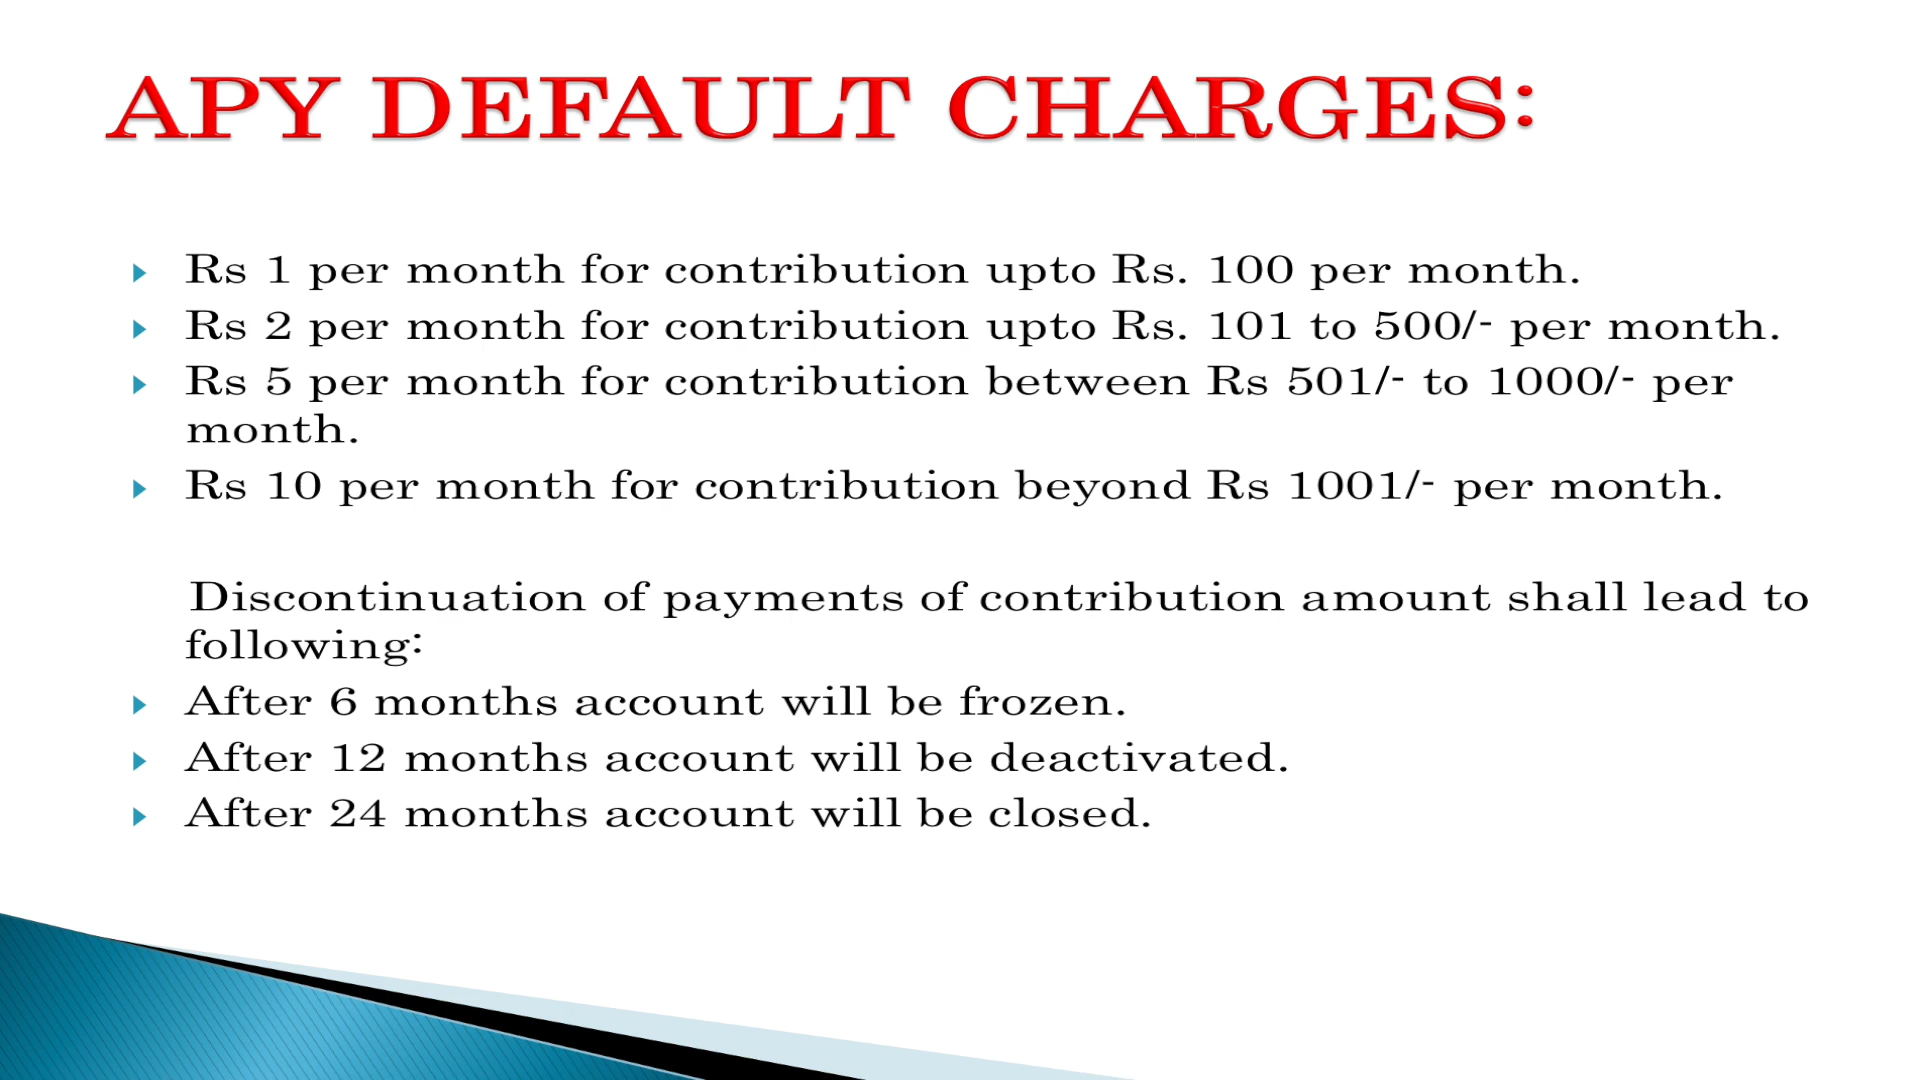 APY DEFAULT CHARGES:
Rs 1 per month for contribution upto Rs. 100 per month.
Rs 2 per month for contribution upto Rs. 101 to 500/- per month.
Rs 5 per month for contribution between Rs 501/- to 1000/- per
month.
Rs 10 per month for contribution beyond Rs 1001/- per month.
Discontinuation of payments of contribution amount shall lead to
following:
After 6 months account will be frozen.
After 12 months account will be deactivated.
After 24 months account will be closed.